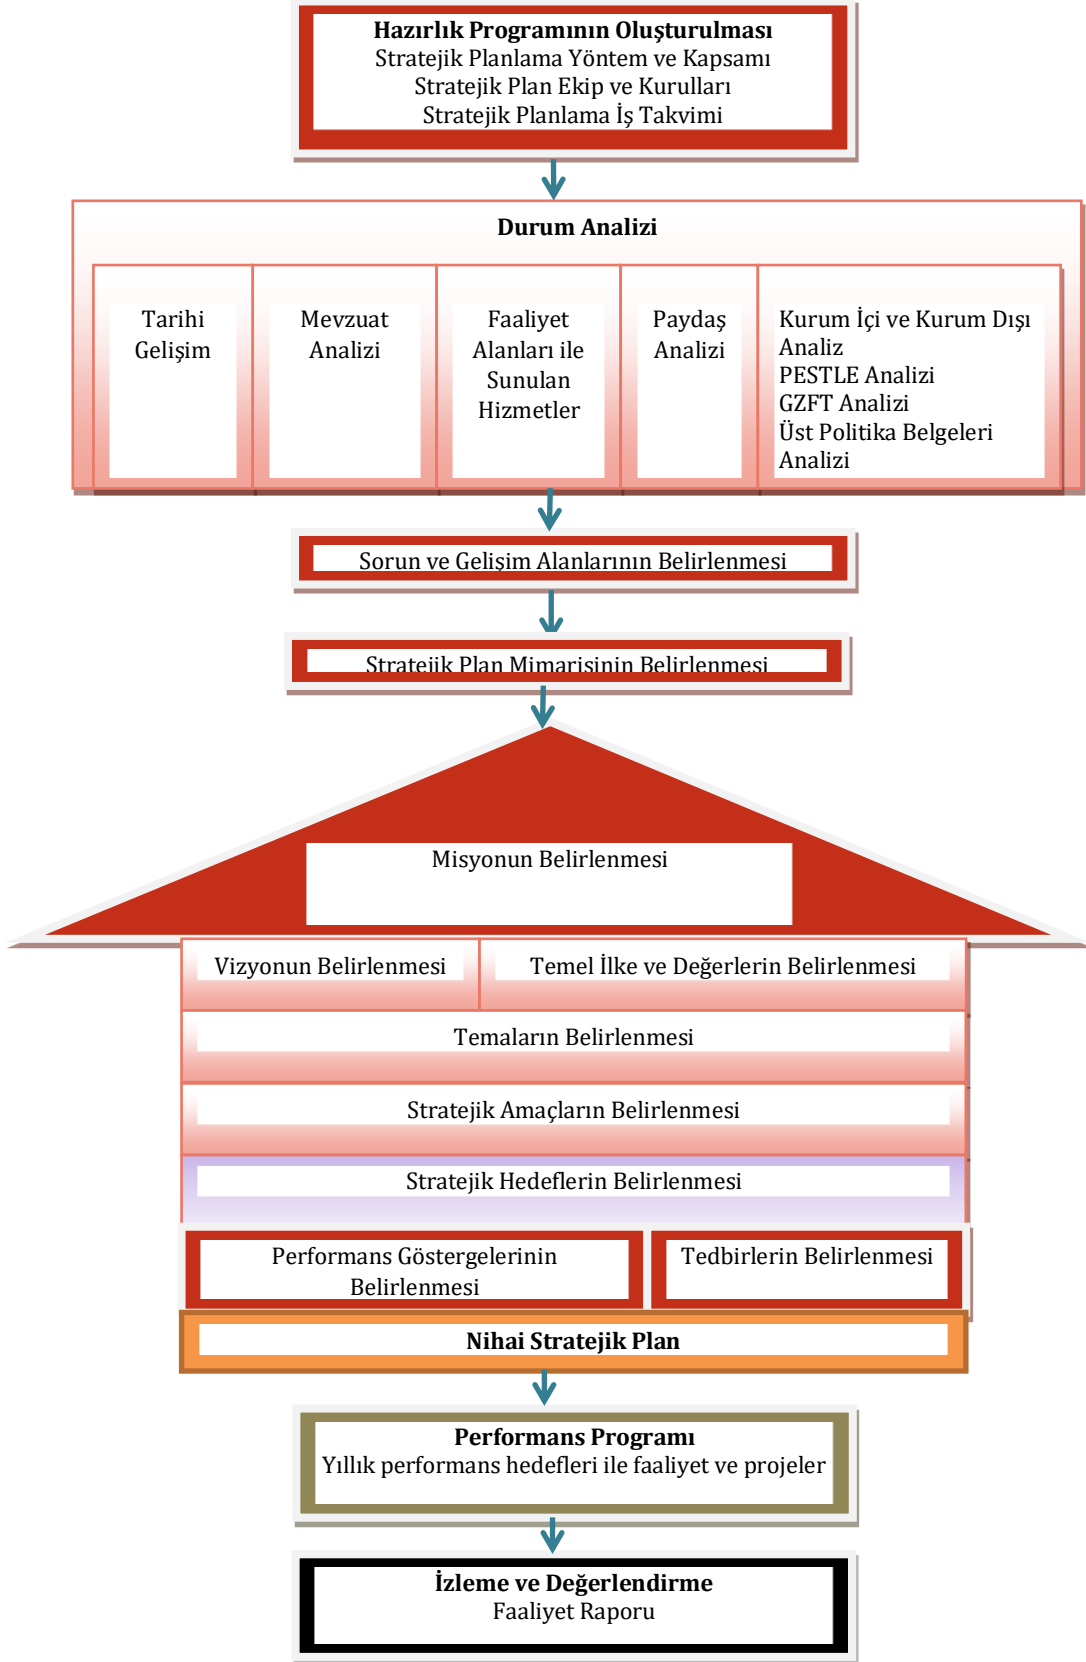 Hazırlık Programının Oluşturulması
Stratejik Planlama Yöntem ve Kapsamı
Stratejik Plan Ekip ve Kurulları
Stratejik Planlama İş Takvimi
Durum Analizi
Tarihi
Gelişim
Mevzuat
Analizi
Faaliyet
Alanları ile
Sunulan
Hizmetler
Paydaş
Analizi
Kurum İçi ve Kurum Dışı
Analiz
PESTLE Analizi
GZFT Analizi
Üst Politika Belgeleri
Analizi
Sorun ve Gelişim Alanlarının Belirlenmesi
Stratejik Plan Mimarisinin Belirlenmesi
Misyonun Belirlenmesi
Vizyonun Belirlenmesi
Temel İlke ve Değerlerin Belirlenmesi
Temaların Belirlenmesi
Stratejik Amaçların Belirlenmesi
Stratejik Hedeflerin Belirlenmesi
Performans Göstergelerinin
Belirlenmesi
Tedbirlerin Belirlenmesi
Nihai Stratejik Plan
Performans Programı
Yıllık performans hedefleri ile faaliyet ve projeler
İzleme ve Değerlendirme
Faaliyet Raporu